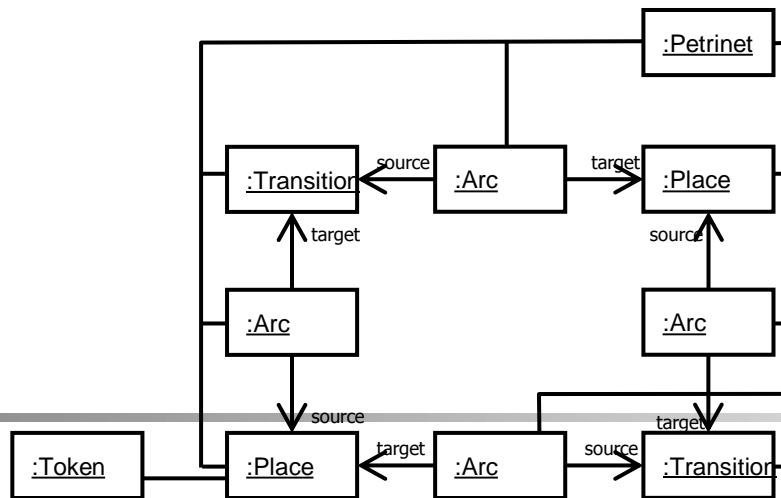 :Petrinet
source
target
:Transition
:Arc
:Place
target
source
:Arc
:Arc
source
target
target
source
:Token
:Place
:Arc
:Transition